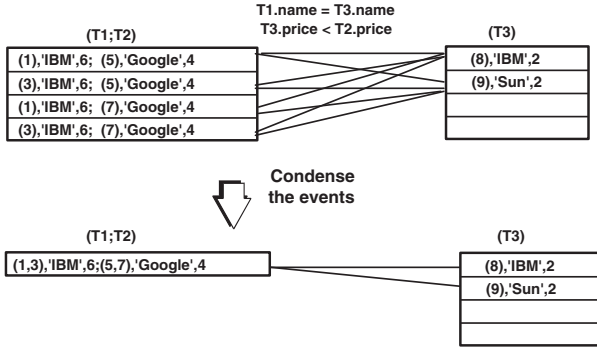 T1.name = T3.name
T3.price < T2.price
(T1;T2)
(T3)
(1),'IBM',6; (5),'Google',4
(3),'IBM',6; (5),'Google',4
(1),'IBM',6; (7),'Google',4
(3),'IBM',6; (7),'Google',4
(8),'IBM',2
(9),'Sun',2
Condense
the events
(T1;T2)
(T3)
(1,3),'IBM',6;(5,7),'Google',4
(8),'IBM',2
(9),'Sun',2